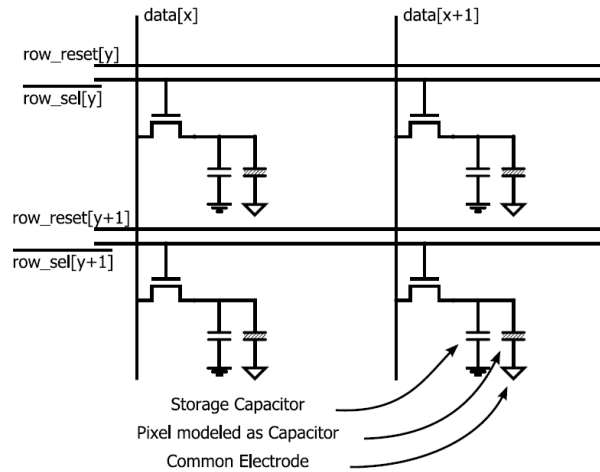 data[x]
data[x+1]
row_reset[y]
row_sel[y]
row_reset[y+1]
row_sel[y+1]
Storage Capacitor
Pixel modeled as Capacitor
Common Electrode